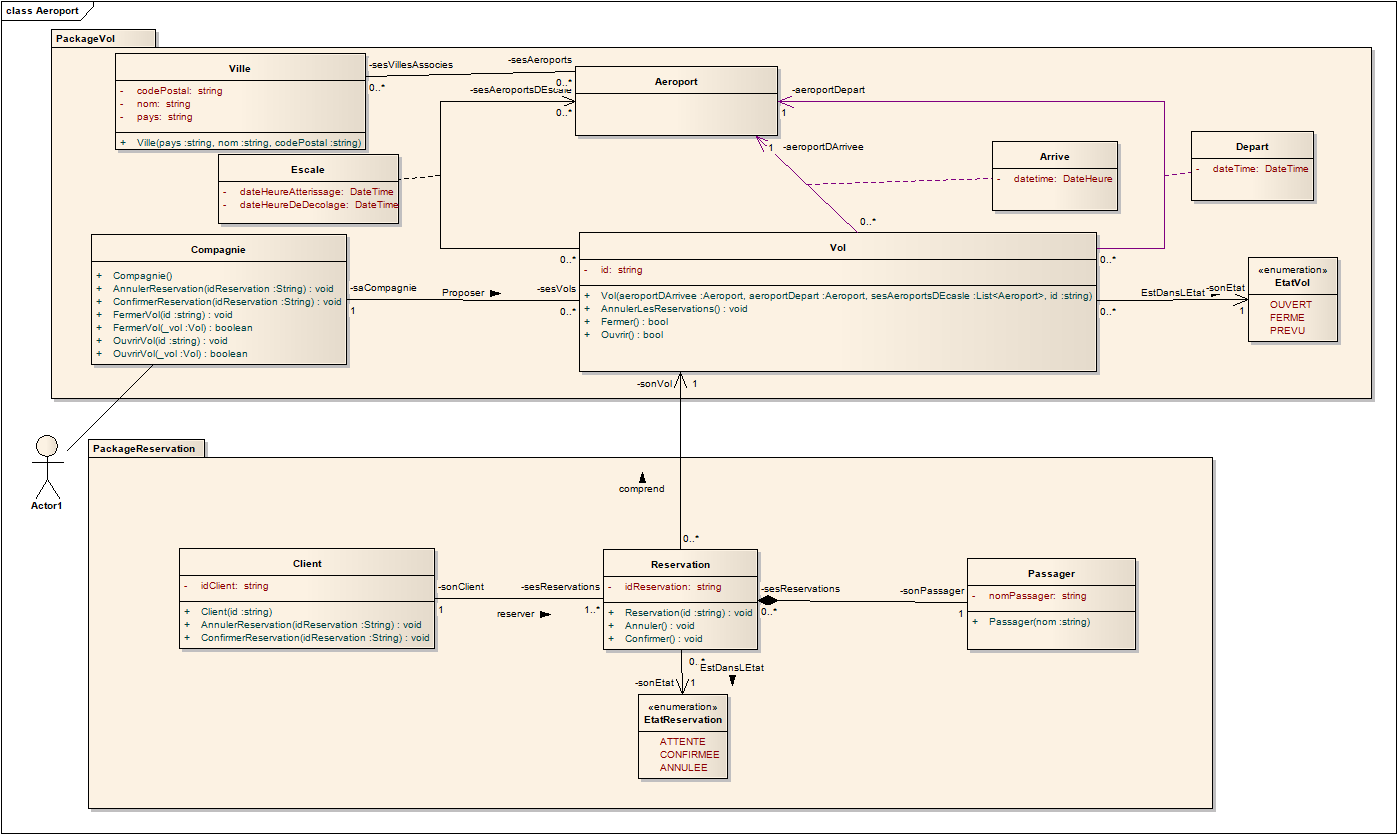 class Aeroport
PackageVol
Ville
- codePostal: string
- nom: string
- pays: string
+ Ville(pays :string, nom :string, codePostal :string)
-sesVillesAssocies
0..*
-sesAeroports
0..*
Aeroport
-sesAeroportsDEscale
0..*
-aeroportDepart
1
1
-aeroportDArrivee
Escale
- dateHeureAtterissage: DateTime
- dateHeureDeDecolage: DateTime
Arrive
- datetime: DateHeure
Depart
- dateTime: DateTime
0..*
Compagnie
+ Compagnie()
+ AnnulerReservation(idReservation :String) : void
+ ConfirmerReservation(idReservation :String) : void
+ FermerVol(id :string) : void
+ FermerVol(_vol :Vol) : boolean
+ OuvrirVol(id :string) : void
+ OuvrirVol(_vol :Vol) : boolean
-saCompagnie
1
Proposer
-sesVols
0..*
0..*
Vol
- id: string
+ Vol(aeroportDArrivee :Aeroport, aeroportDepart :Aeroport, sesAeroportsDEcasle :List<Aeroport>, id :string)
+ AnnulerLesReservations() : void
+ Fermer() : bool
+ Ouvrir() : bool
0..*
EstDansLEtat
-sonEtat
0..*
1
«enumeration»
EtatVol
OUVERT
FERME
PREVU
-sonVol
1
Actor1
PackageReservation
comprend
0..*
Client
- idClient: string
+ Client(id :string)
+ AnnulerReservation(idReservation :String) : void
+ ConfirmerReservation(idReservation :String) : void
-sonClient
1
reserver
-sesReservations
1..*
Reservation
- idReservation: string
+ Reservation(id :string) : void
+ Annuler() : void
+ Confirmer() : void
-sesReservations
0..*
-sonPassager
1
Passager
- nomPassager: string
+ Passager(nom :string)
0..*
EstDansLEtat
-sonEtat
1
«enumeration»
EtatReservation
ATTENTE
CONFIRMEE
ANNULEE